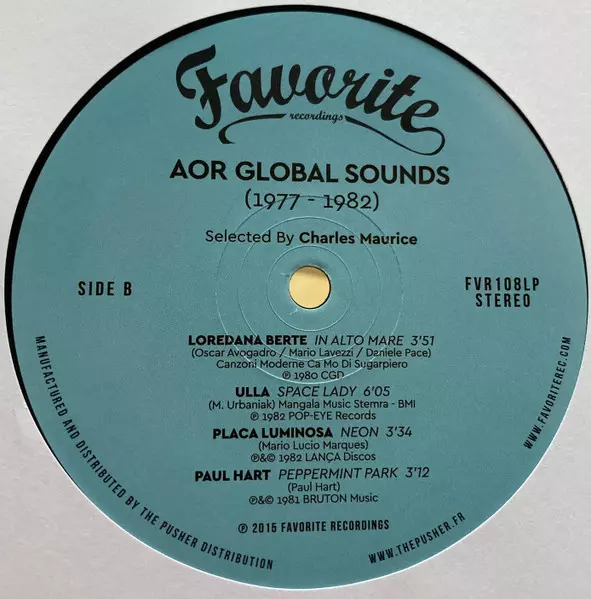 Favorite
recordings
AOR GLOBAL SOUNDS
(1977 - 1982)
Selected By Charles Maurice
SIDE B
FVR108LP
STEREO
LOREDANA BERTE IN ALTO MARE 3'51
(Oscar Avogadro / Mario Lavezzi / Daniele Pace)
Canzoni Moderne Ca Mo Di Sugarpiero
℗ 1980 CGD
ULLA SPACE LADY 6'05
(M. Urbaniak) Mangala Music Stemra - BMI
℗ 1982 POP-EYE Records
PLACA LUMINOSA NEON 3'34
(Mario Lucio Marques)
℗&© 1982 LANÇA Discos
PAUL HART PEPPERMINT PARK 3'12
(Paul Hart)
℗&© 1981 BRUTON Music
℗ 2015 FAVORITE RECORDINGS
MANUFACTURED AND DISTRIBUTED BY THE PUSHER DISTRIBUTION
WWW.THEPUSHER.FR
WWW.FAVORITEREC.COM